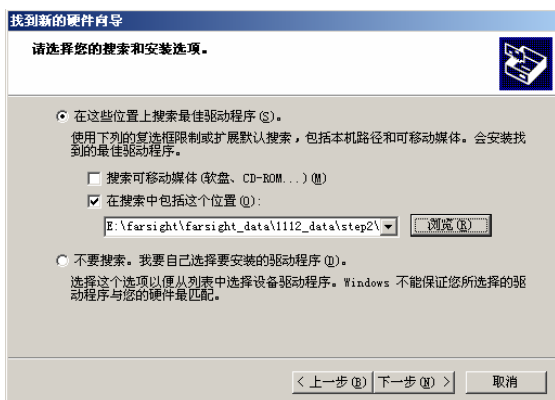 找到新的硬件向导
请选择您的搜索和安装选项。
在这些位置上搜索最佳驱动程序(S)。
使用下列的复选框限制或扩展默认搜索，包括本机路径和可移动媒体。会安装找
到的最佳驱动程序。
搜索可移动媒体(软盘、CD-ROM...)(M)
在搜索中包括这个位置(O):
E:\farsight\farsight_data\1112_data\step2\
浏览(R)
不要搜索。我要自己选择要安装的驱动程序(D)。
选择这个选项以便从列表中选择设备驱动程序。Windows 不能保证您所选择的驱
动程序与您的硬件最匹配。
< 上一步(B) 下一步(N) > 取消